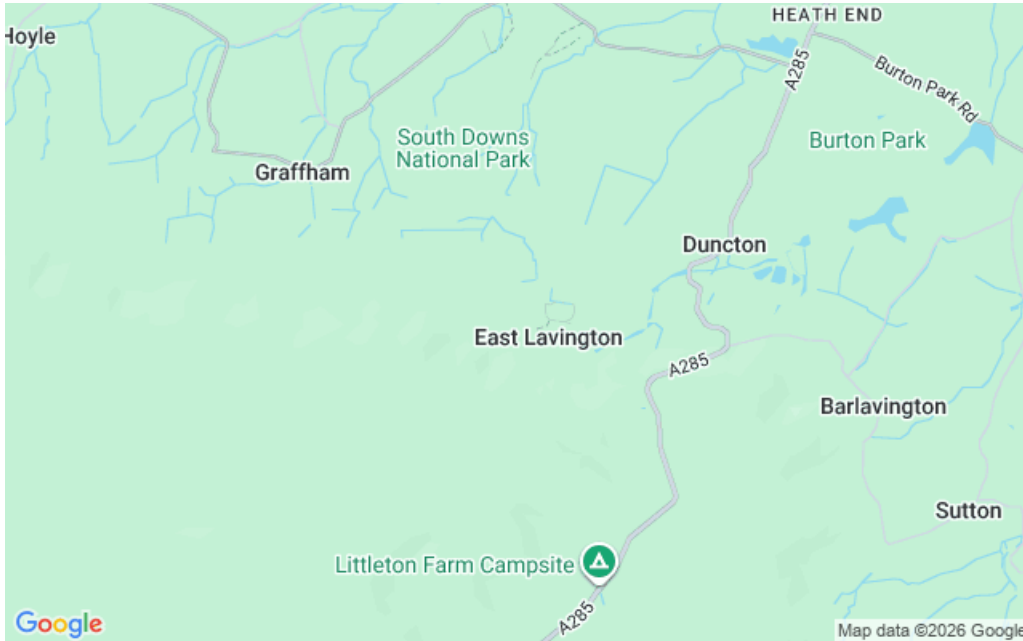 HEATH END
Hoyle
A285
Burton Park Rd
South Downs
National Park
Burton Park
Graffham
Duncton
East Lavington
A285
Barlavington
Sutton
Littleton Farm Campsite
A285
Google
Map data ©2026 Google